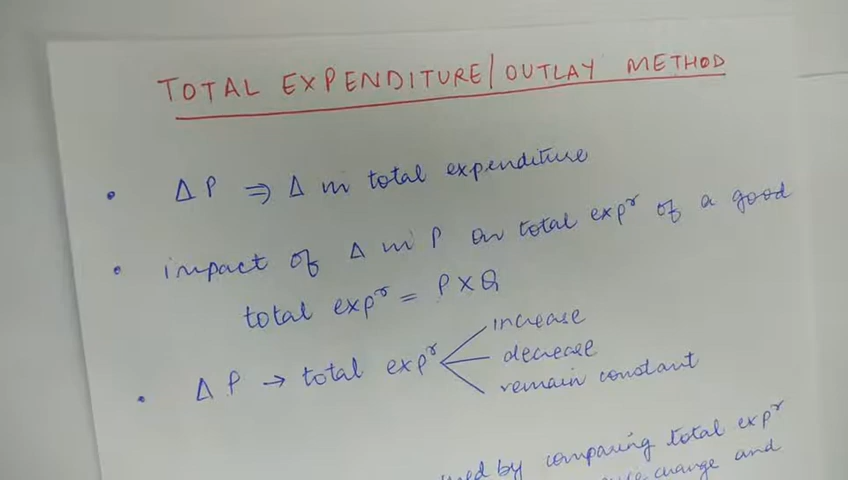 TOTAL EXPENDITURE/OUTLAY METHOD
• ΔP ⇒ Δ in total expenditure
• impact of Δ in P on total expr of a good
total expr = P×Q
• ΔP → total expr
increase
decrease
remain constant
by comparing total expr
change and